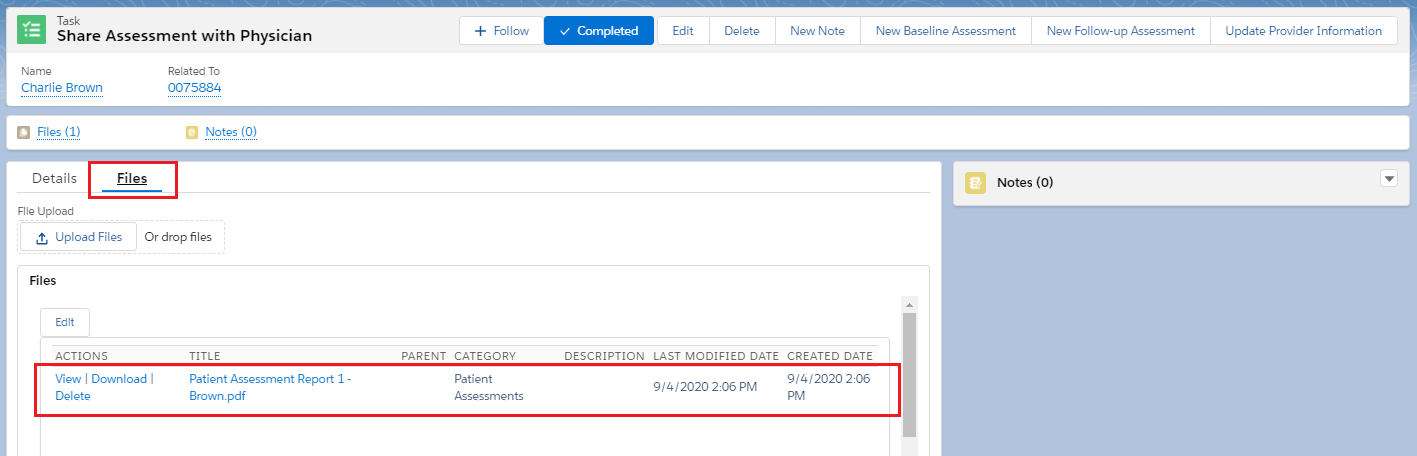 Task
Share Assessment with Physician
Follow
Completed
Edit
Delete
New Note
New Baseline Assessment
New Follow-up Assessment
Update Provider Information
Name
Related To
Charlie Brown
0075884
Files (1)
Notes (0)
Details
Files
Notes (0)
File Upload
Upload Files
Or drop files
Files
Edit
ACTIONS TITLE PARENT CATEGORY DESCRIPTION LAST MODIFIED DATE CREATED DATE
View | Download | Patient Assessment Report 1 - Patient 9/4/2020 2:06 PM 9/4/2020 2:06
Delete Brown.pdf Assessments PM